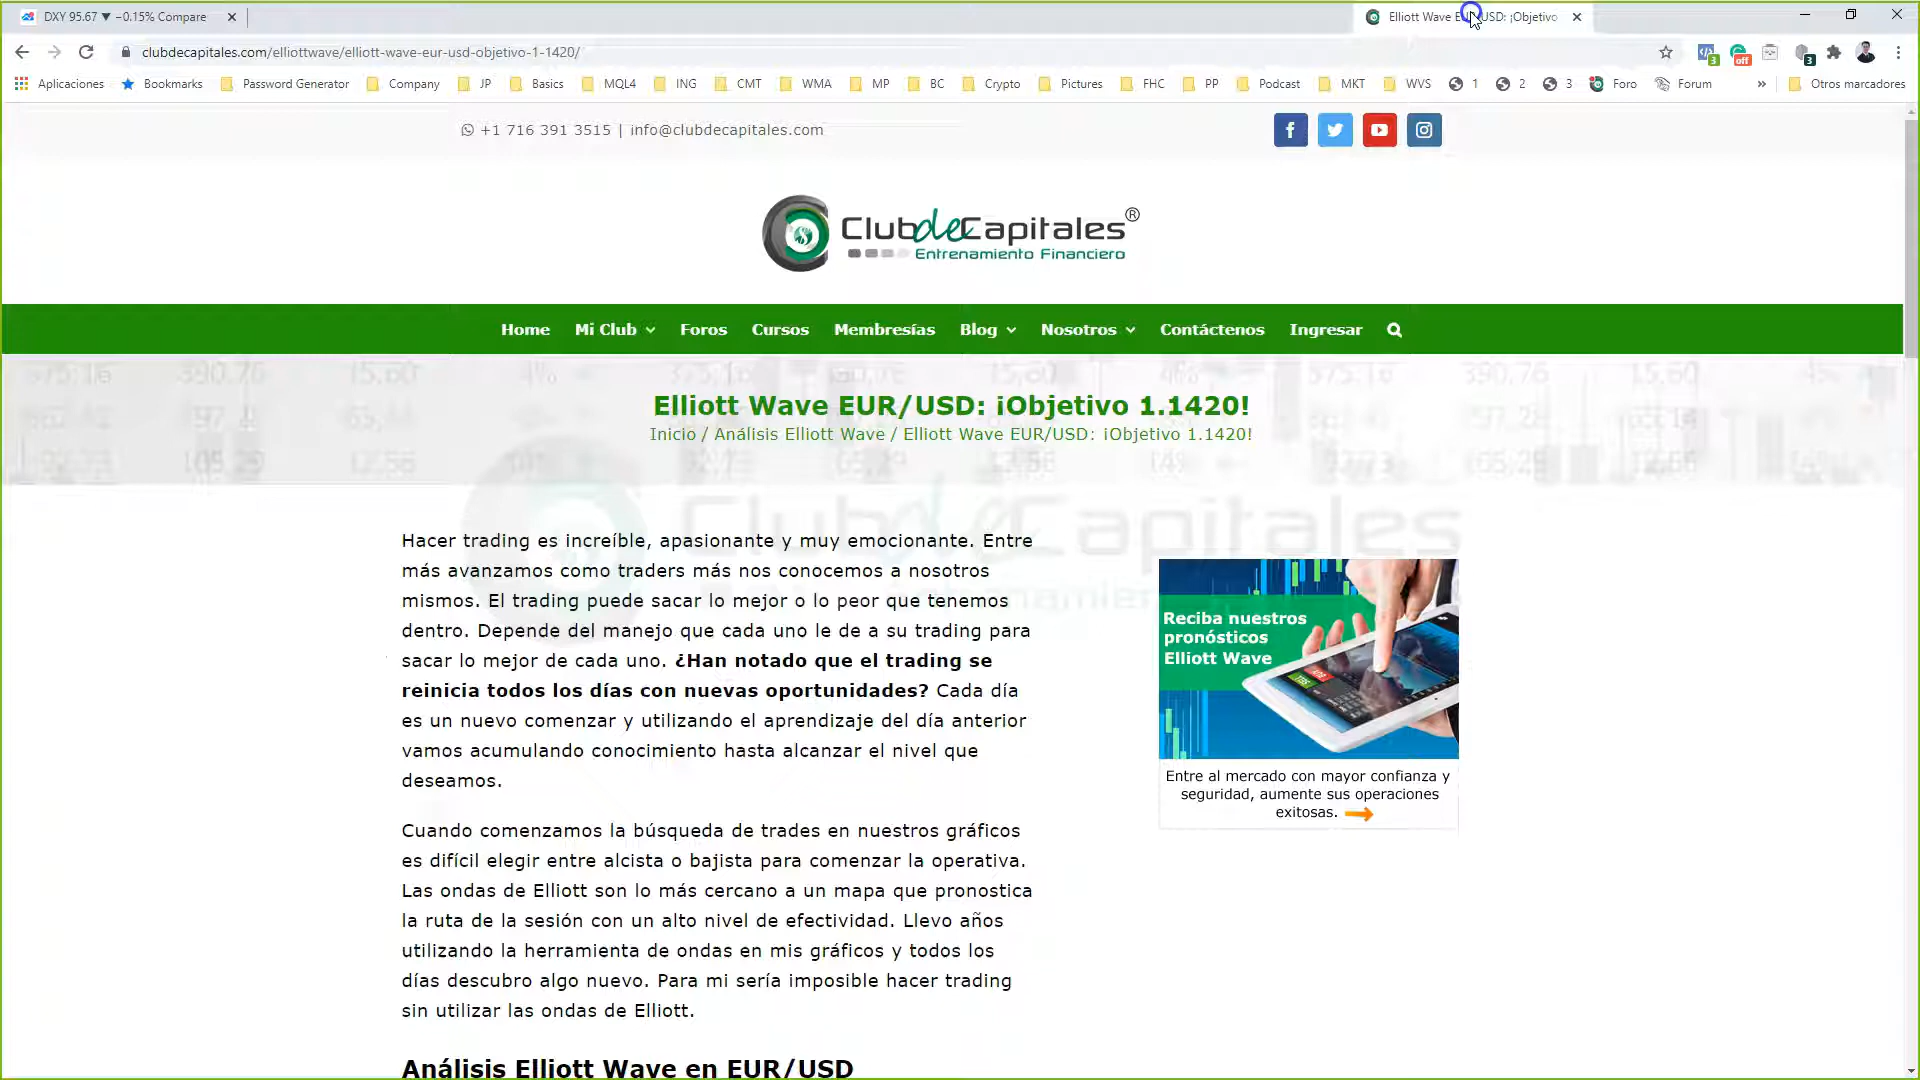 DXY 95.67 ▼ −0.15% Compare
Elliott Wave EUR/USD: ¡Objetivo
clubdecapitales.com/elliottwave/elliott-wave-eur-usd-objetivo-1-1420/
3
off
3
Aplicaciones
Bookmarks
Password Generator
Company
JP
Basics
MQL4
ING
CMT
WMA
MP
BC
Crypto
Pictures
FHC
PP
Podcast
MKT
WVS
1
2
3
Foro
Forum
»
Otros marcadores
+1 716 391 3515 | info@clubdecapitales.com
Club de Capitales®
Entrenamiento Financiero
Home
Mi Club
Foros
Cursos
Membresías
Blog
Nosotros
Contáctenos
Ingresar
Elliott Wave EUR/USD: ¡Objetivo 1.1420!
Inicio / Análisis Elliott Wave / Elliott Wave EUR/USD: ¡Objetivo 1.1420!
Hacer trading es increíble, apasionante y muy emocionante. Entre
más avanzamos como traders más nos conocemos a nosotros
mismos. El trading puede sacar lo mejor o lo peor que tenemos
dentro. Depende del manejo que cada uno le de a su trading para
sacar lo mejor de cada uno. ¿Han notado que el trading se
reinicia todos los días con nuevas oportunidades? Cada día
es un nuevo comenzar y utilizando el aprendizaje del día anterior
vamos acumulando conocimiento hasta alcanzar el nivel que
deseamos.
Cuando comenzamos la búsqueda de trades en nuestros gráficos
es difícil elegir entre alcista o bajista para comenzar la operativa.
Las ondas de Elliott son lo más cercano a un mapa que pronostica
la ruta de la sesión con un alto nivel de efectividad. Llevo años
utilizando la herramienta de ondas en mis gráficos y todos los
días descubro algo nuevo. Para mi sería imposible hacer trading
sin utilizar las ondas de Elliott.
Análisis Elliott Wave en EUR/USD
Reciba nuestros
pronósticos
Elliott Wave
Entre al mercado con mayor confianza y
seguridad, aumente sus operaciones
exitosas.